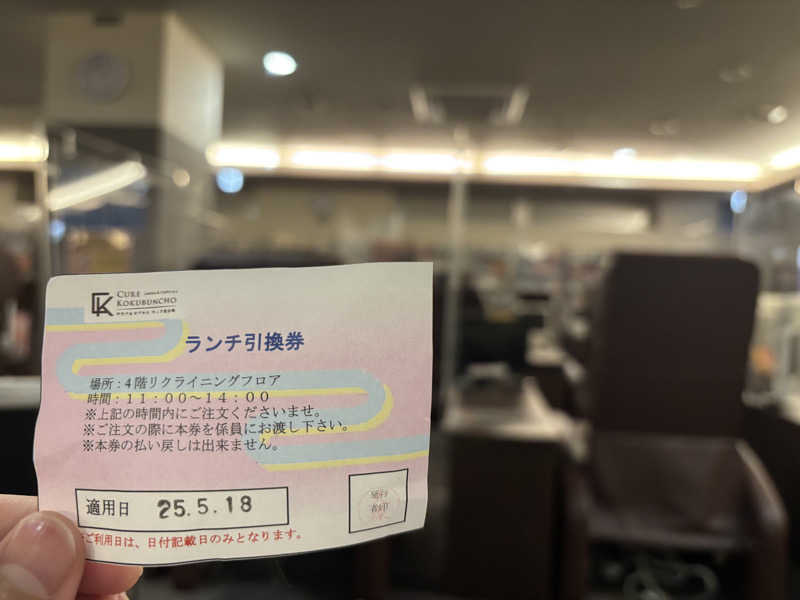 CURE
KOKUBUNCHO
ランチ引換券
場所：4階リクライニングフロア
時間：１１：００～１４：００
※上記の時間内にご注文くださいませ。
※ご注文の際に本券を係員にお渡し下さい。
※本券の払い戻しは出来ません。
適用日 25.5.18
ご利用日は、日付記載日のみとなります。